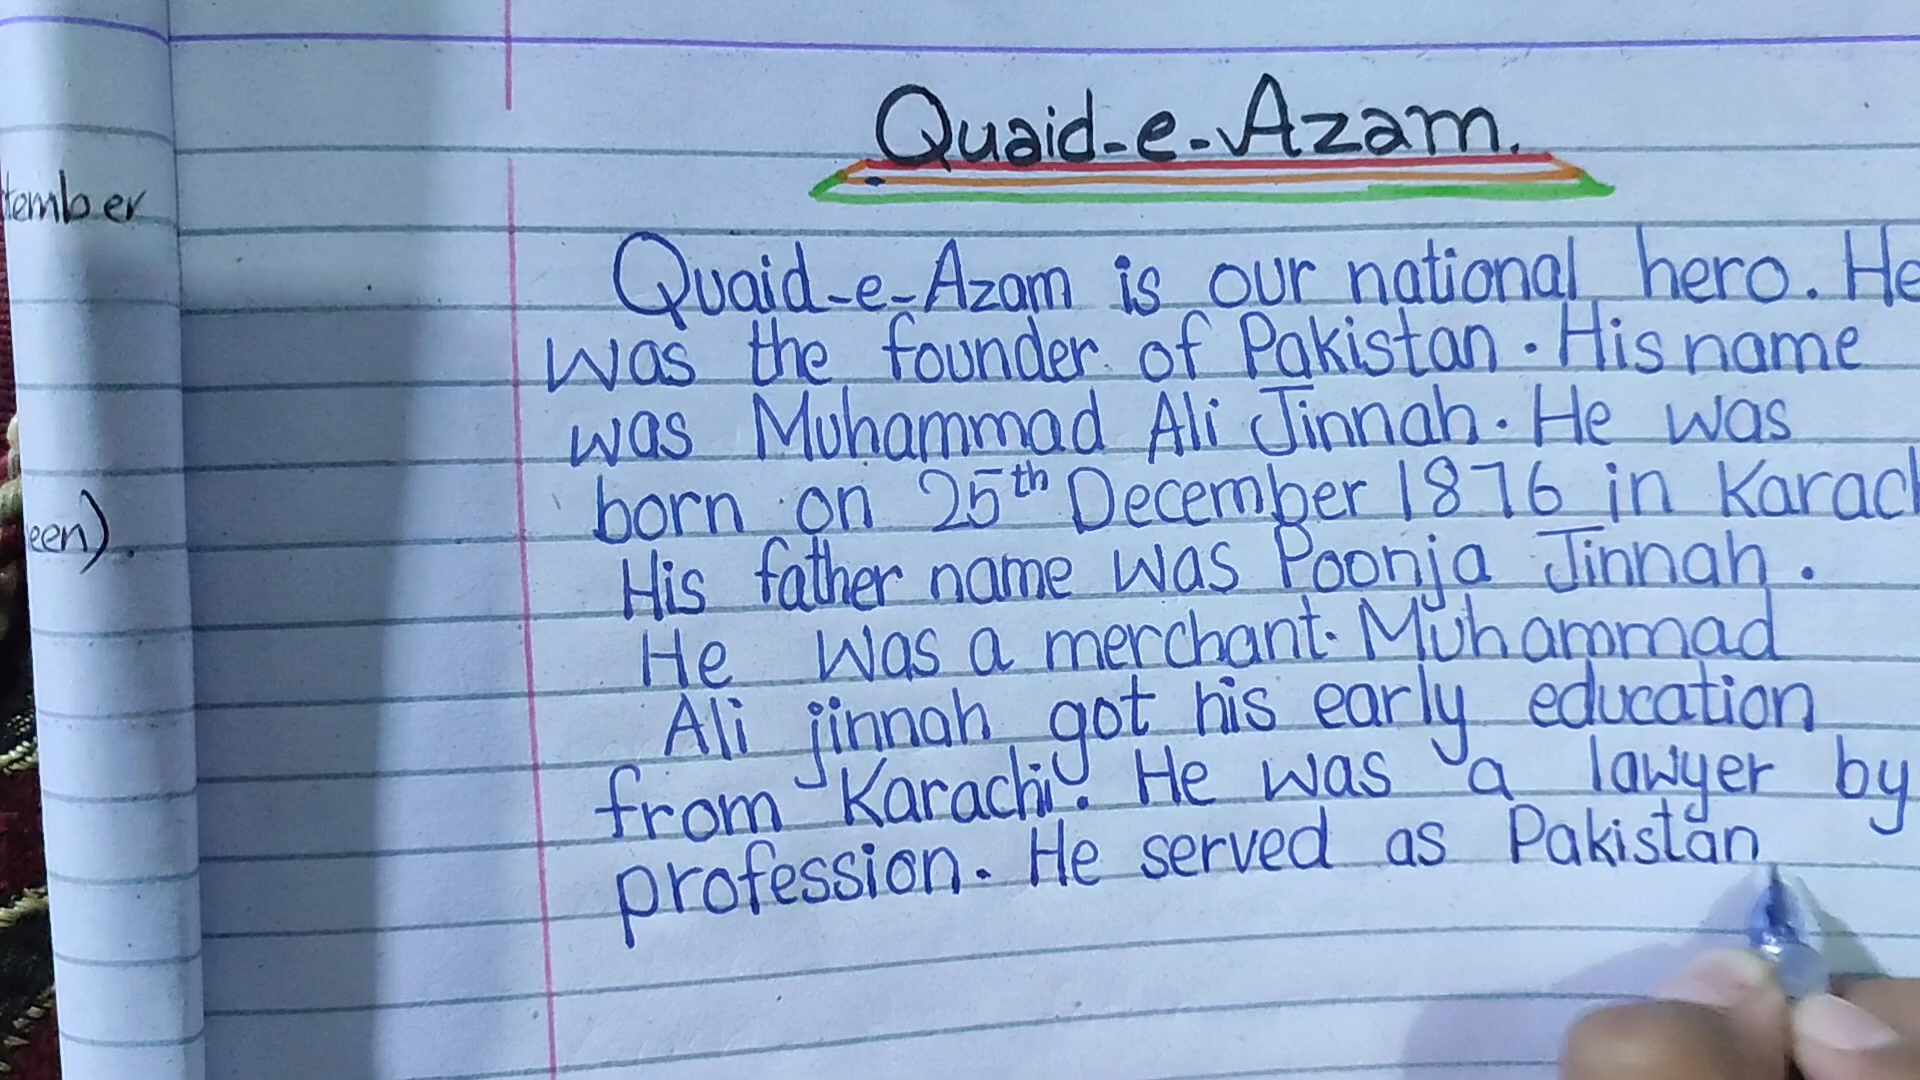 tember
een).
Quaid-e-Azam.
Quaid-e-Azam is our national hero. He
was the founder of Pakistan. His name
was Muhammad Ali Jinnah. He was
born on 25th December 1876 in Karach
His father name was Poonja Jinnah.
He was a merchant. Muhammad
Ali jinnah got his early education
from Karachi. He was a lawyer by
profession. He served as Pakistan